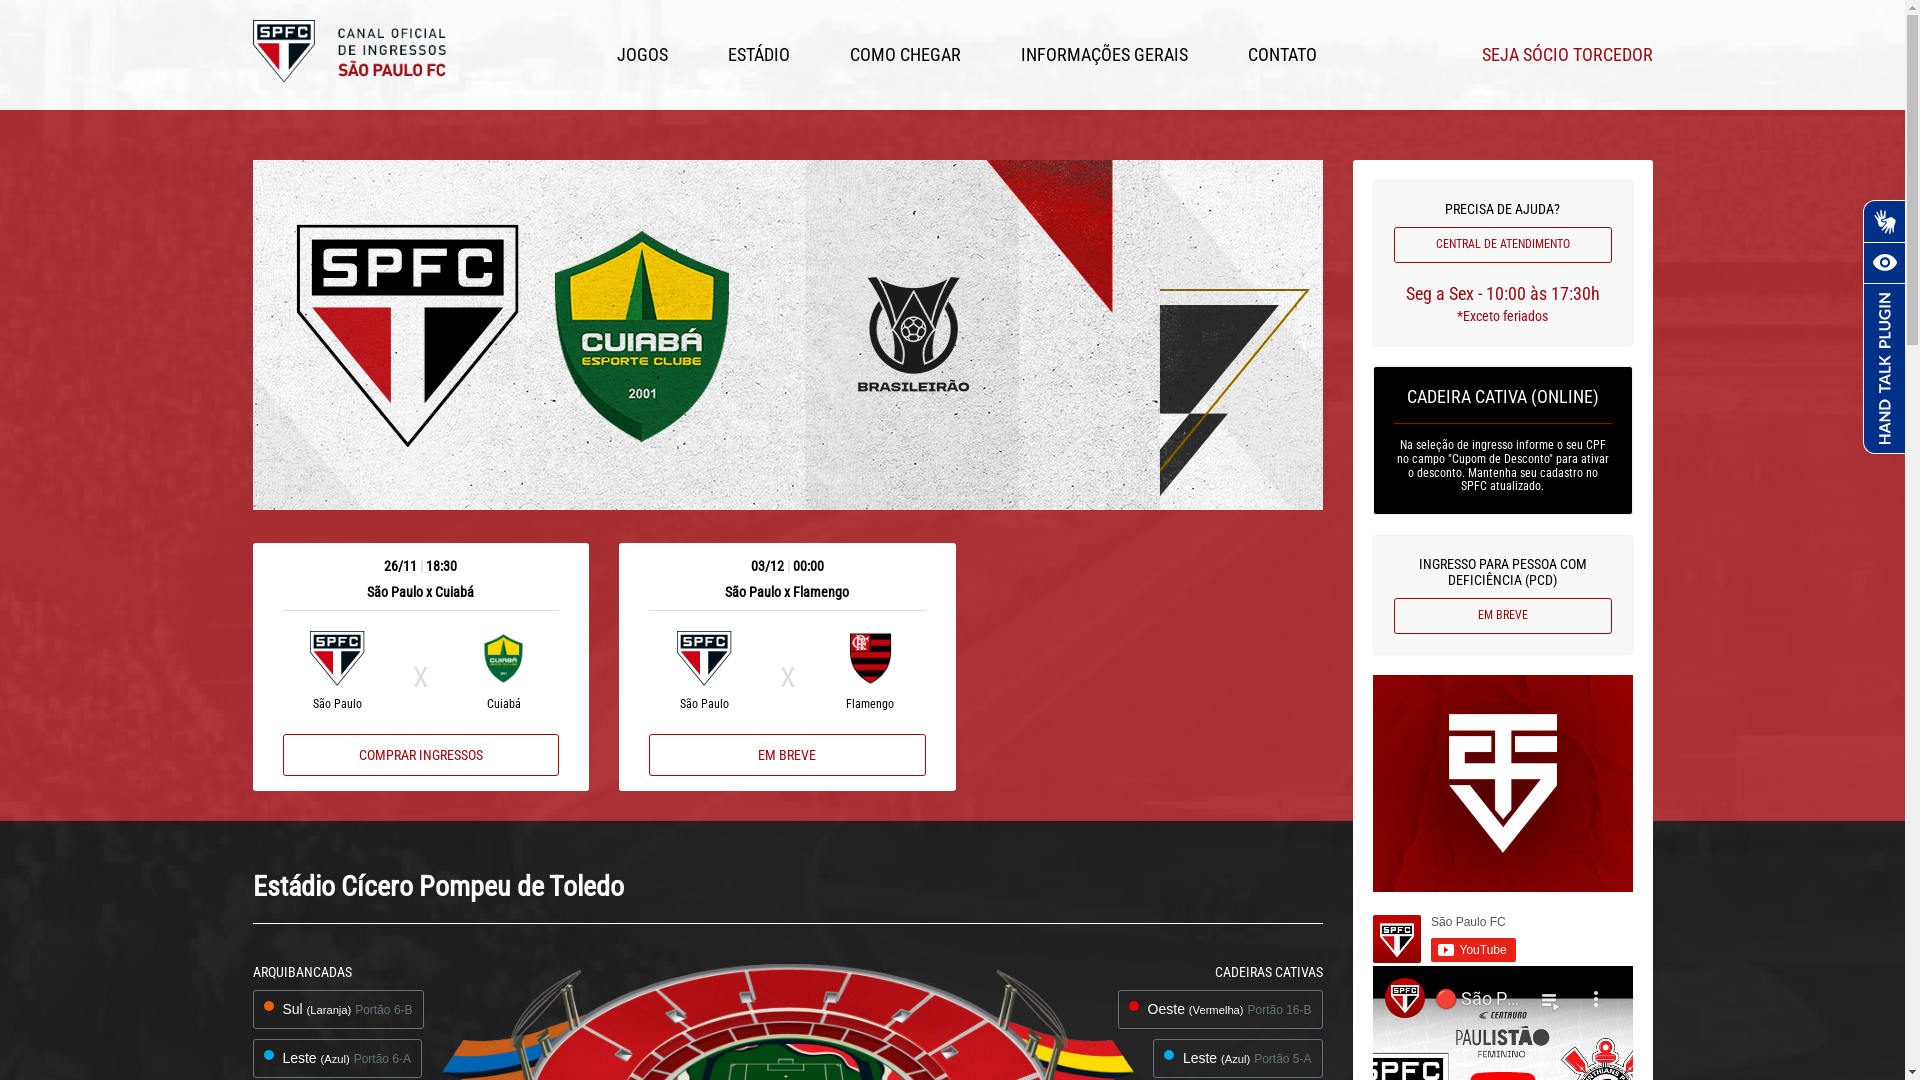 SPFC
CANAL OFICIAL
DE INGRESSOS
SÃO PAULO FC
JOGOS
ESTÁDIO
COMO CHEGAR
INFORMAÇÕES GERAIS
CONTATO
SEJA SÓCIO TORCEDOR
SPFC
CUIABÁ
ESPORTE CLUBE
2001
BRASILEIRÃO
PRECISA DE AJUDA?
CENTRAL DE ATENDIMENTO
Seg a Sex - 10:00 às 17:30h
*Exceto feriados
CADEIRA CATIVA (ONLINE)
Na seleção de ingresso informe o seu CPF
no campo "Cupom de Desconto" para ativar
o desconto. Mantenha seu cadastro no
SPFC atualizado.
INGRESSO PARA PESSOA COM
DEFICIÊNCIA (PCD)
EM BREVE
HAND TALK PLUGIN
26/11 | 18:30
São Paulo x Cuiabá
SPFC
X
CUIABÁ
São Paulo
Cuiabá
COMPRAR INGRESSOS
03/12 | 00:00
São Paulo x Flamengo
SPFC
X
São Paulo
Flamengo
EM BREVE
Estádio Cícero Pompeu de Toledo
ARQUIBANCADAS
Sul (Laranja) Portão 6-B
Leste (Azul) Portão 6-A
CADEIRAS CATIVAS
Oeste (Vermelha) Portão 16-B
Leste (Azul) Portão 5-A
SPFC
São Paulo FC
YouTube
SPFC
São P...
CENTAURO
PAULISTÃO
FEMININO
SPFC